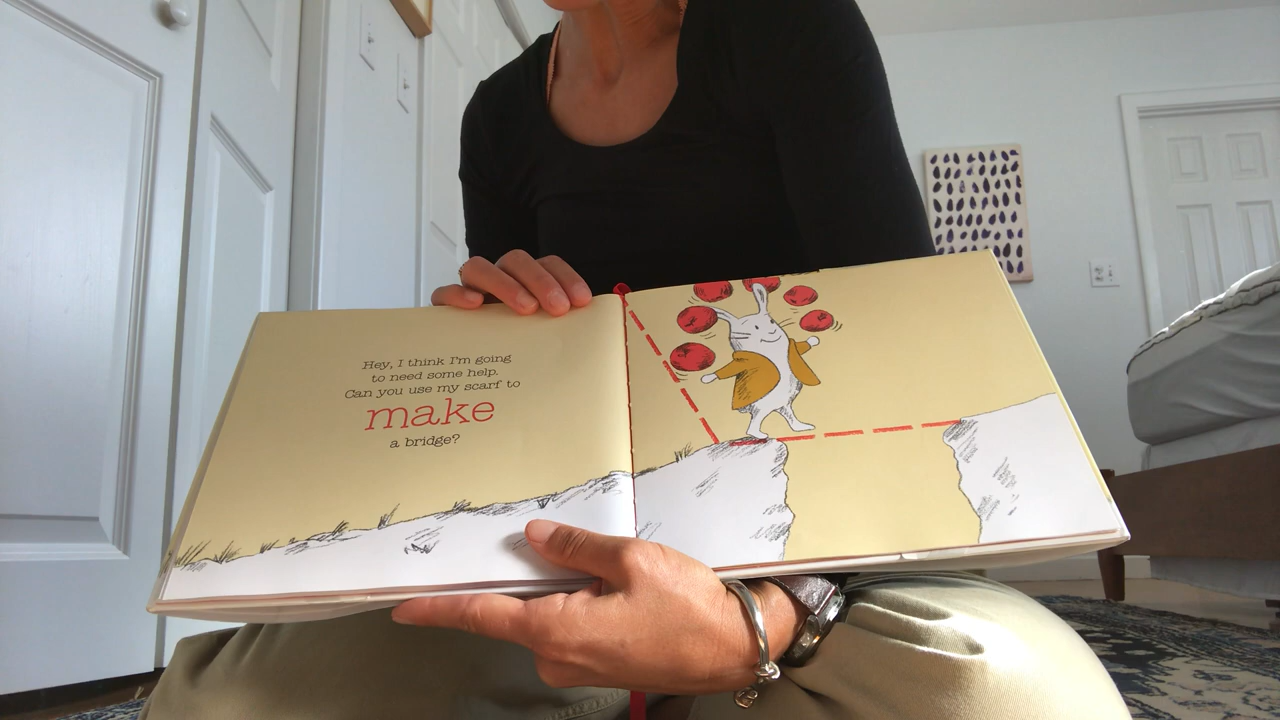 Hey, I think I'm going
to need some help.
Can you use my scarf to
make
a bridge?